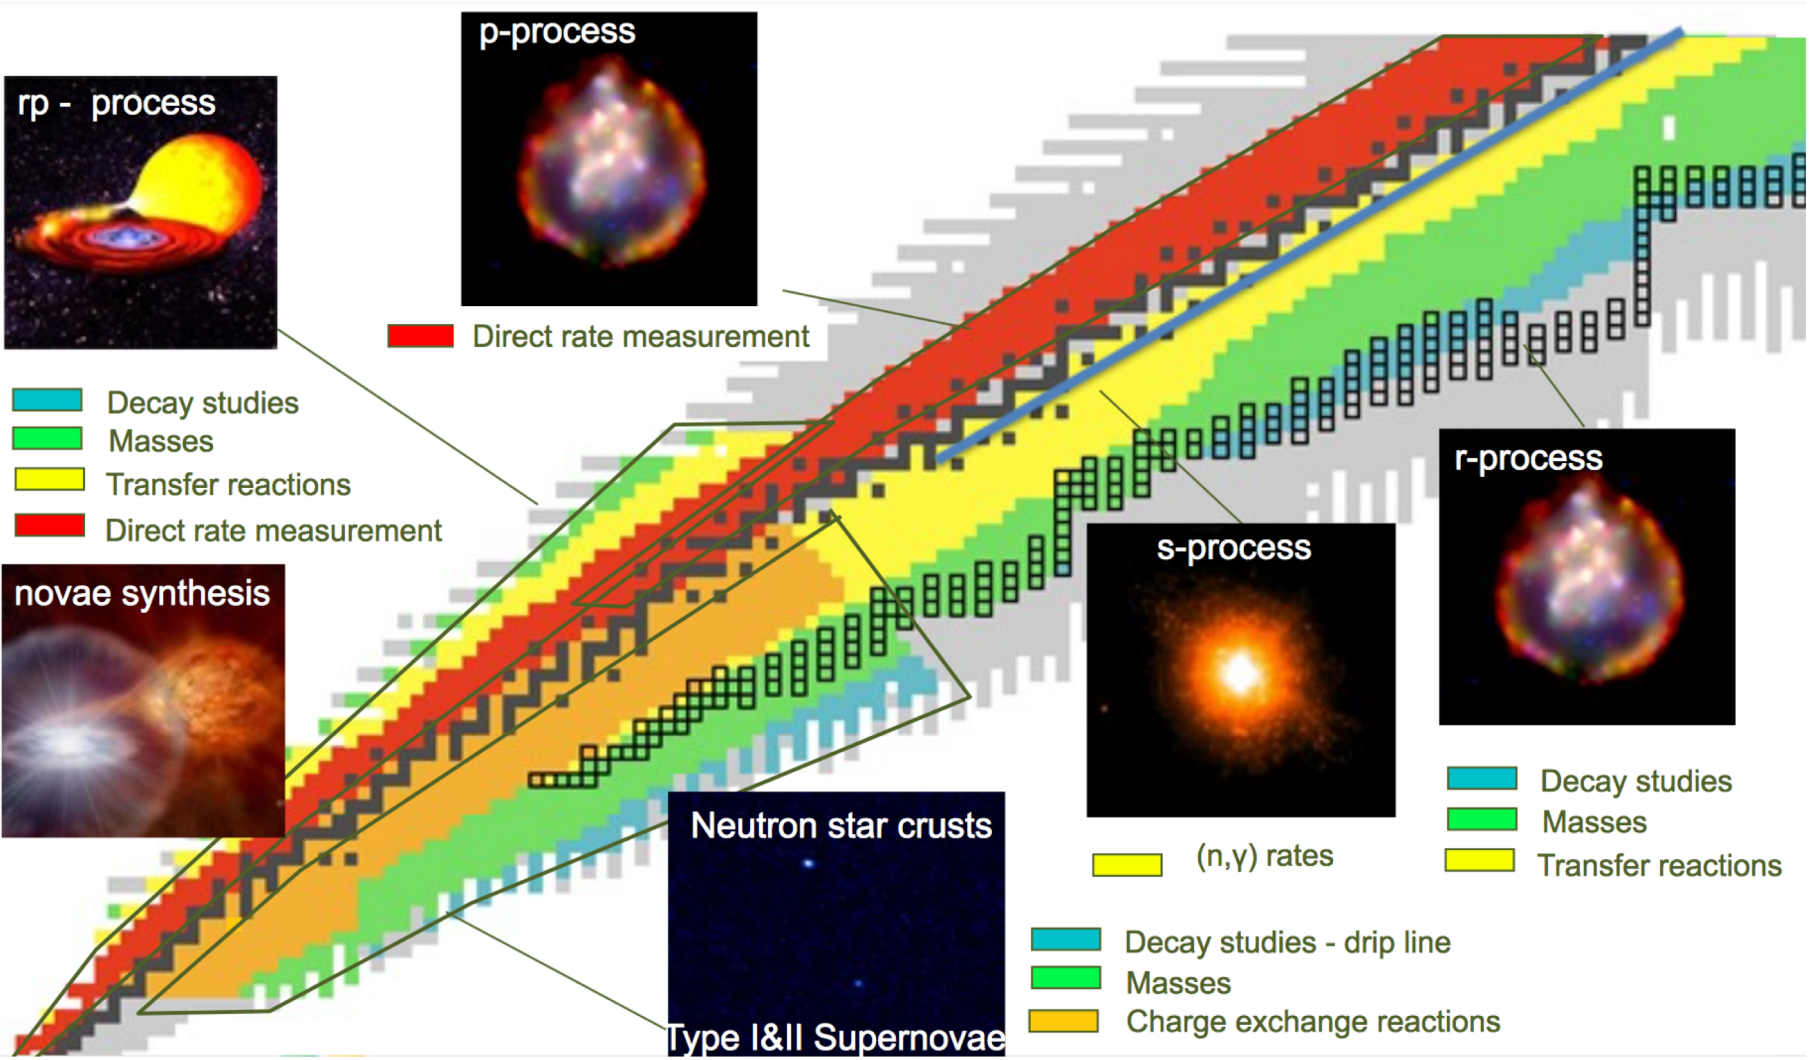 p-process
rp - process
Direct rate measurement
Decay studies
Masses
Transfer reactions
Direct rate measurement
novae synthesis
r-process
s-process
Neutron star crusts
Type I&II Supernovae
(n,γ) rates
Decay studies
Masses
Transfer reactions
Decay studies - drip line
Masses
Charge exchange reactions